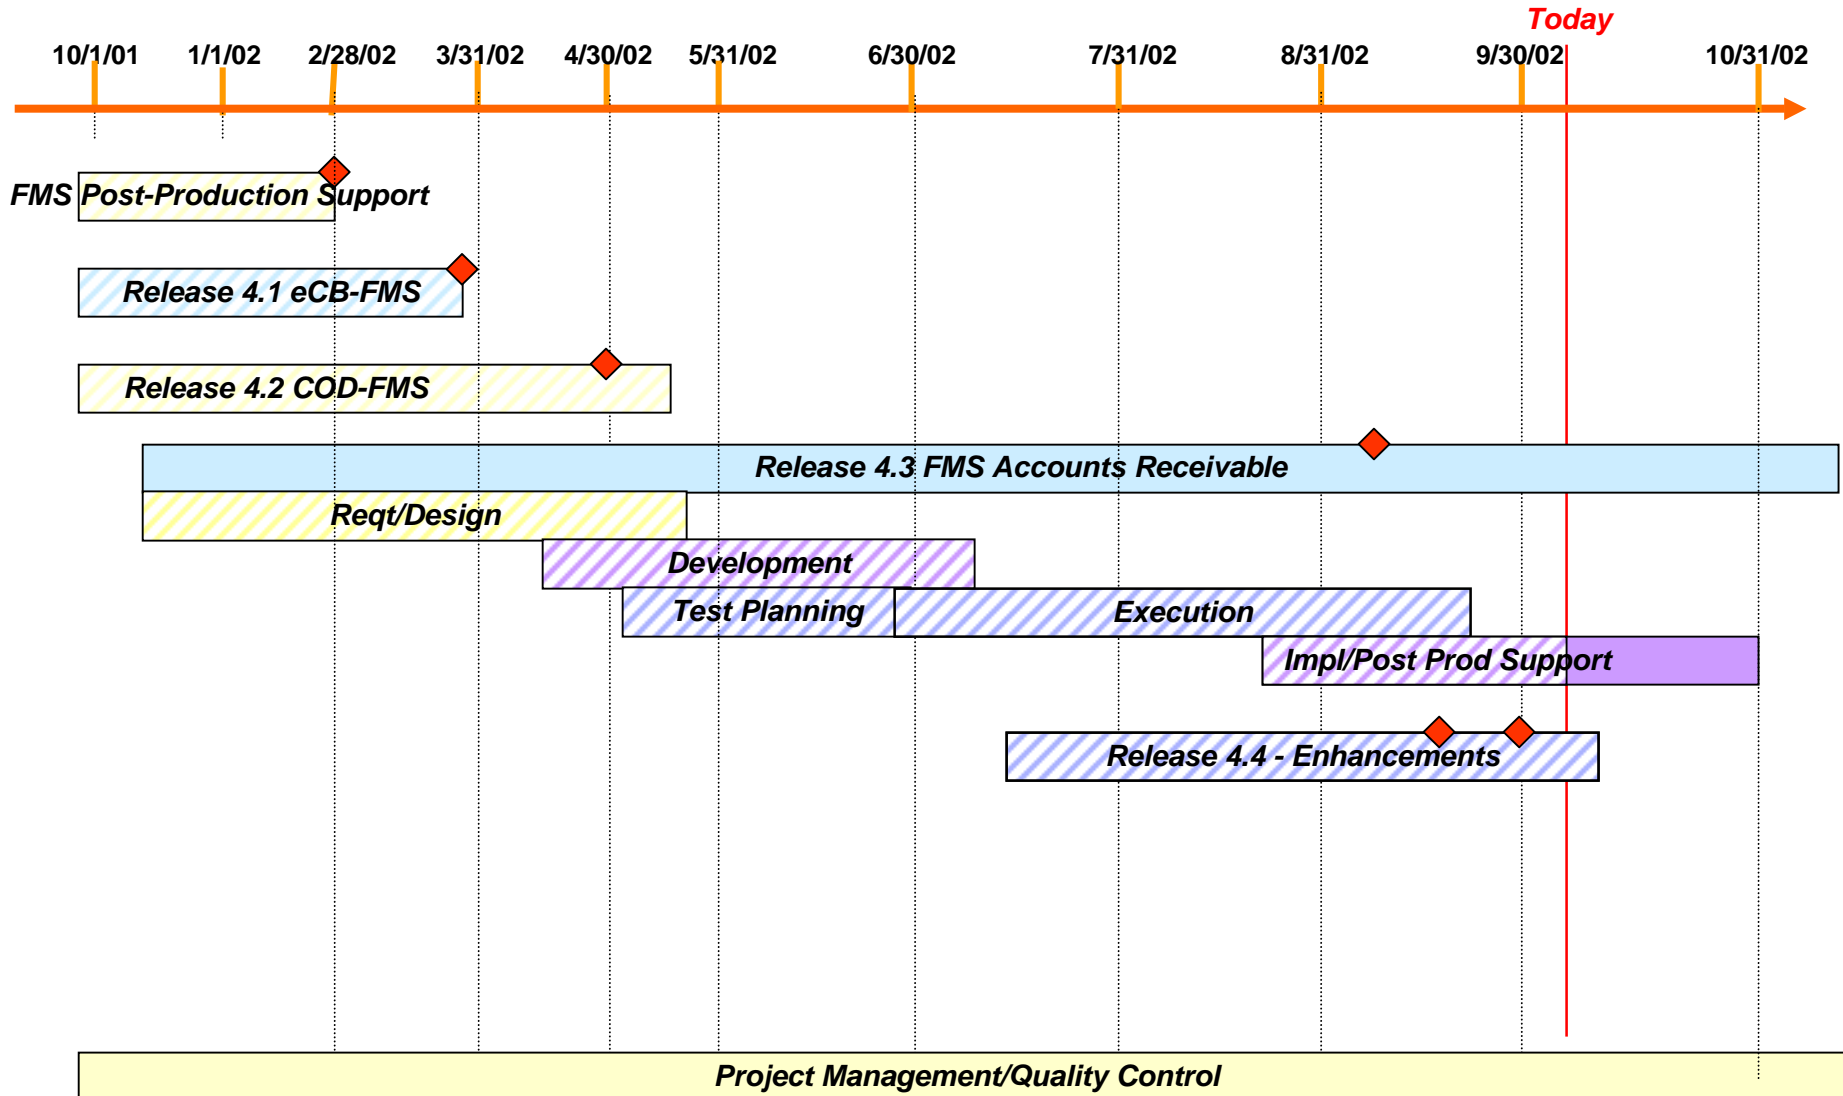 Today
10/1/01 1/1/02 2/28/02 3/31/02 4/30/02 5/31/02 6/30/02 7/31/02 8/31/02 9/30/02 10/31/02
FMS Post-Production Support
Release 4.1 eCB-FMS
Release 4.2 COD-FMS
Release 4.3 FMS Accounts Receivable
Reqt/Design
Development
Test Planning Execution
Impl/Post Prod Support
Release 4.4 - Enhancements
Project Management/Quality Control